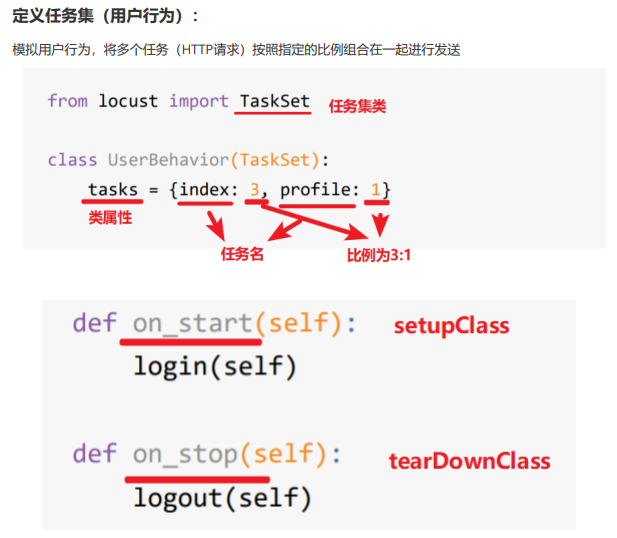 定义任务集（用户行为）：
模拟用户行为，将多个任务（HTTP请求）按照指定的比例组合在一起进行发送
from locust import TaskSet 任务集类
class UserBehavior(TaskSet):
tasks = {index: 3, profile: 1}
类属性
任务名 比例为3:1
def on_start(self): setupClass
login(self)
def on_stop(self): tearDownClass
logout(self)